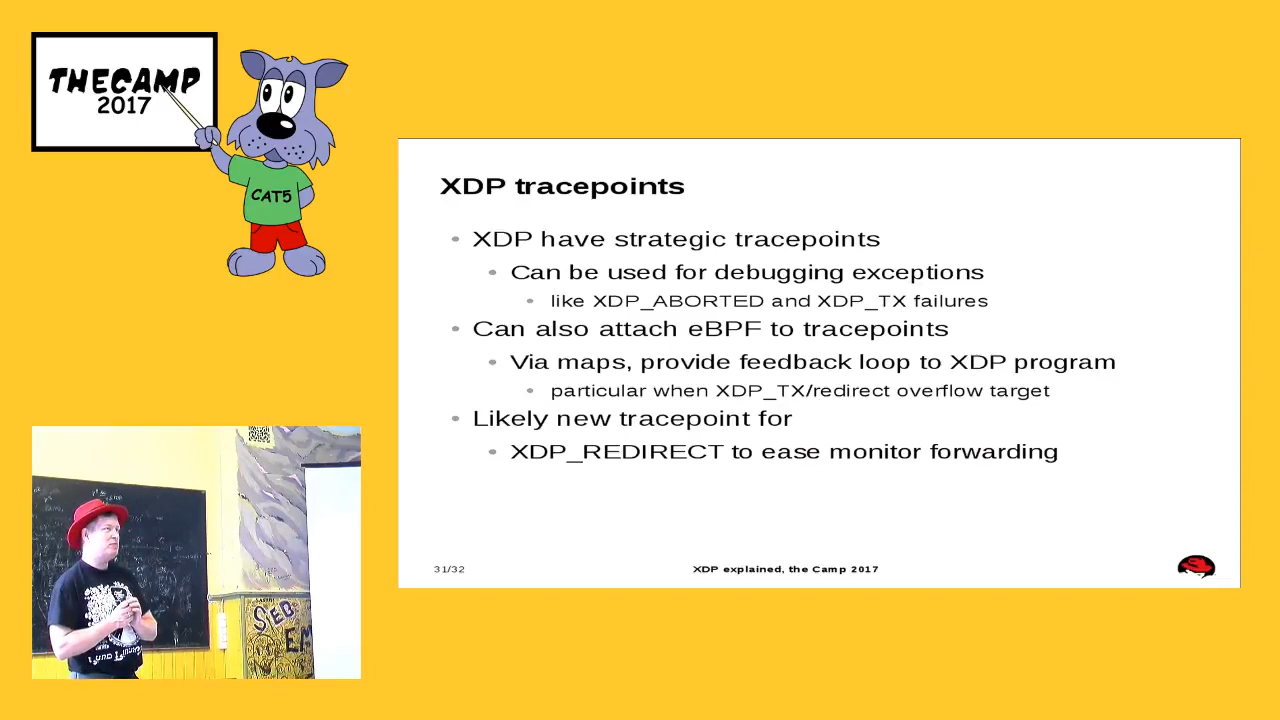 THECAMP
2017
CAT5
XDP tracepoints
XDP have strategic tracepoints
Can be used for debugging exceptions
like XDP_ABORTED and XDP_TX failures
Can also attach eBPF to tracepoints
Via maps, provide feedback loop to XDP program
particular when XDP_TX/redirect overflow target
Likely new tracepoint for
XDP_REDIRECT to ease monitor forwarding
31/32
XDP explained, the Camp 2017